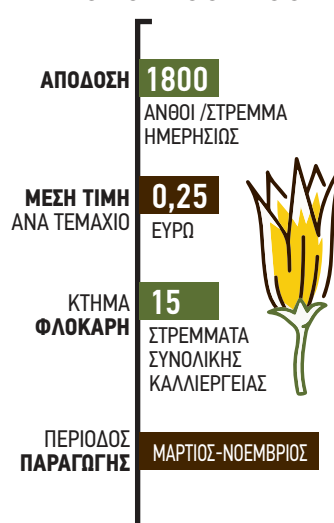 ΑΠΟΔΟΣΗ 1800
ΑΝΘΟΙ /ΣΤΡΕΜΜΑ
ΗΜΕΡΗΣΙΩΣ
ΜΕΣΗ ΤΙΜΗ
ΑΝΑ ΤΕΜΑΧΙΟ
0,25
ΕΥΡΩ
ΚΤΗΜΑ
ΦΛΟΚΑΡΗ
15
ΣΤΡΕΜΜΑΤΑ
ΣΥΝΟΛΙΚΗΣ
ΚΑΛΛΙΕΡΓΕΙΑΣ
ΠΕΡΙΟΔΟΣ
ΠΑΡΑΓΩΓΗΣ
ΜΑΡΤΙΟΣ-ΝΟΕΜΒΡΙΟΣ